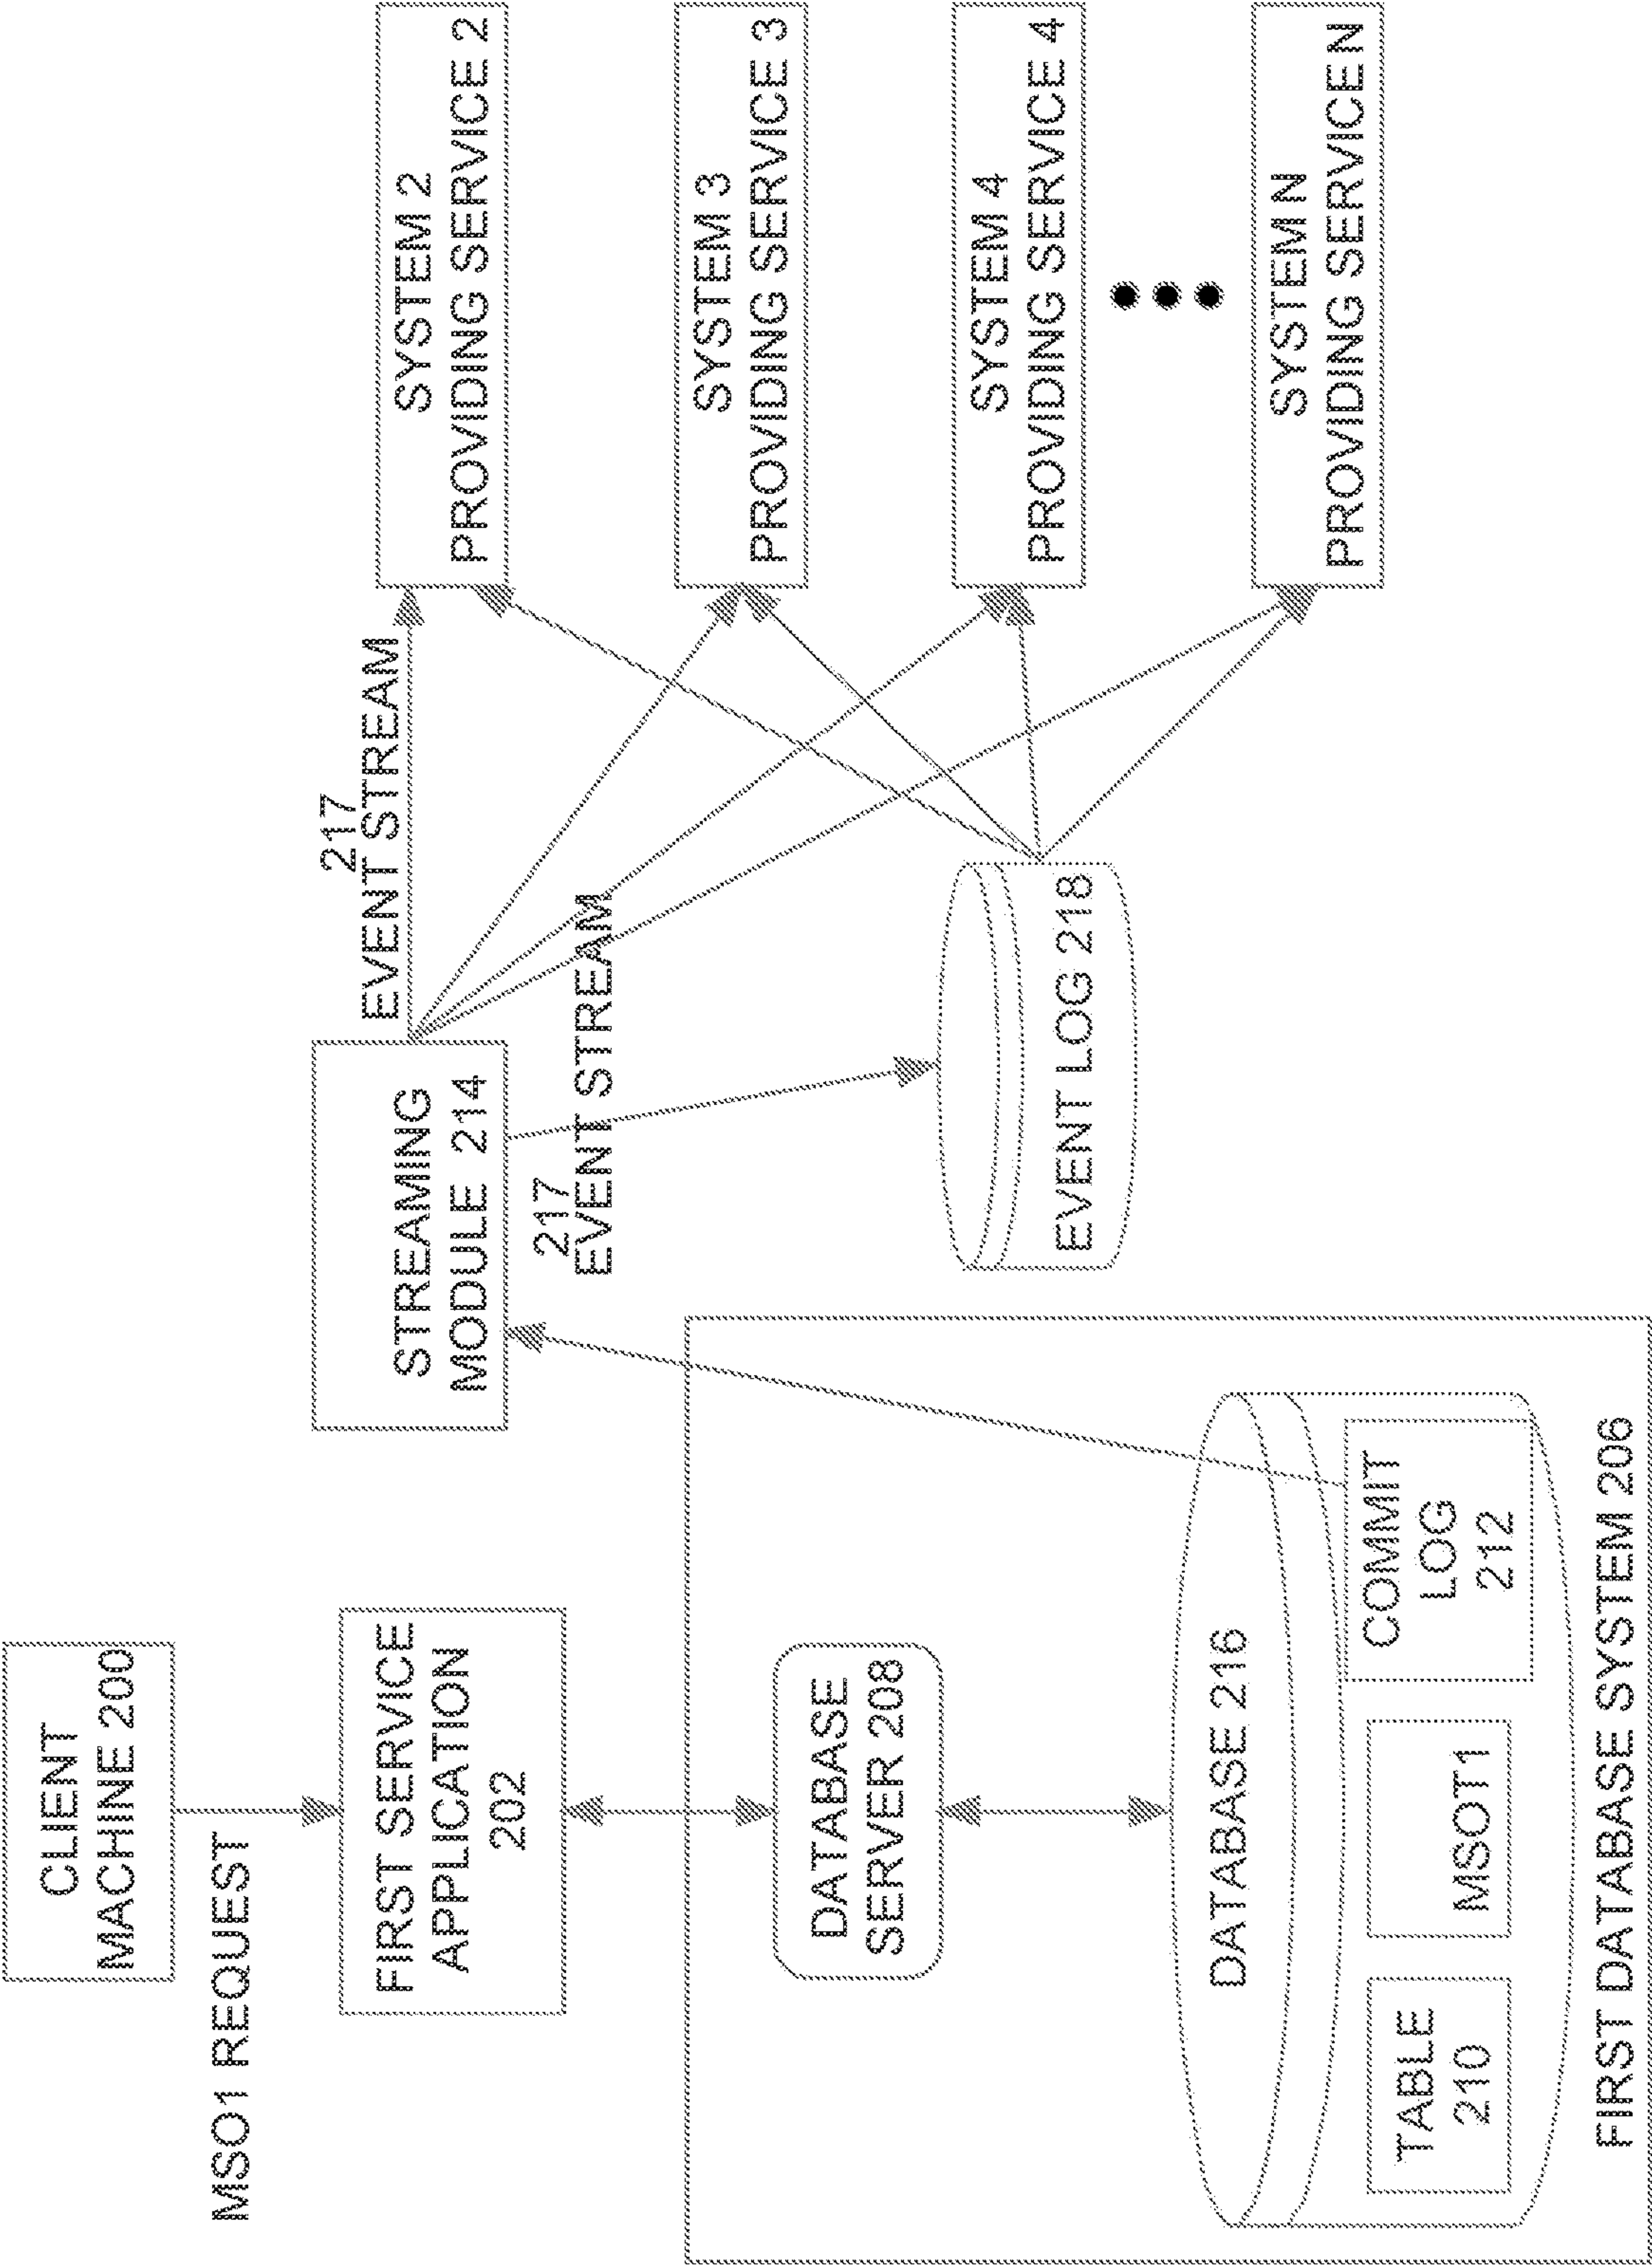 CLIENT
MACHINE 200
MSO1 REQUEST
FIRST SERVICE
APPLICATION
202
DATABASE
SERVER 208
DATABASE 216
TABLE
210
MSOT1
COMMIT
LOG
212
FIRST DATABASE SYSTEM 206
STREAMING
MODULE 214
217
EVENT STREAM
217
EVENT STREAM
EVENT LOG 218
SYSTEM 2
PROVIDING SERVICE 2
SYSTEM 3
PROVIDING SERVICE 3
SYSTEM 4
PROVIDING SERVICE 4
SYSTEM N
PROVIDING SERVICE N